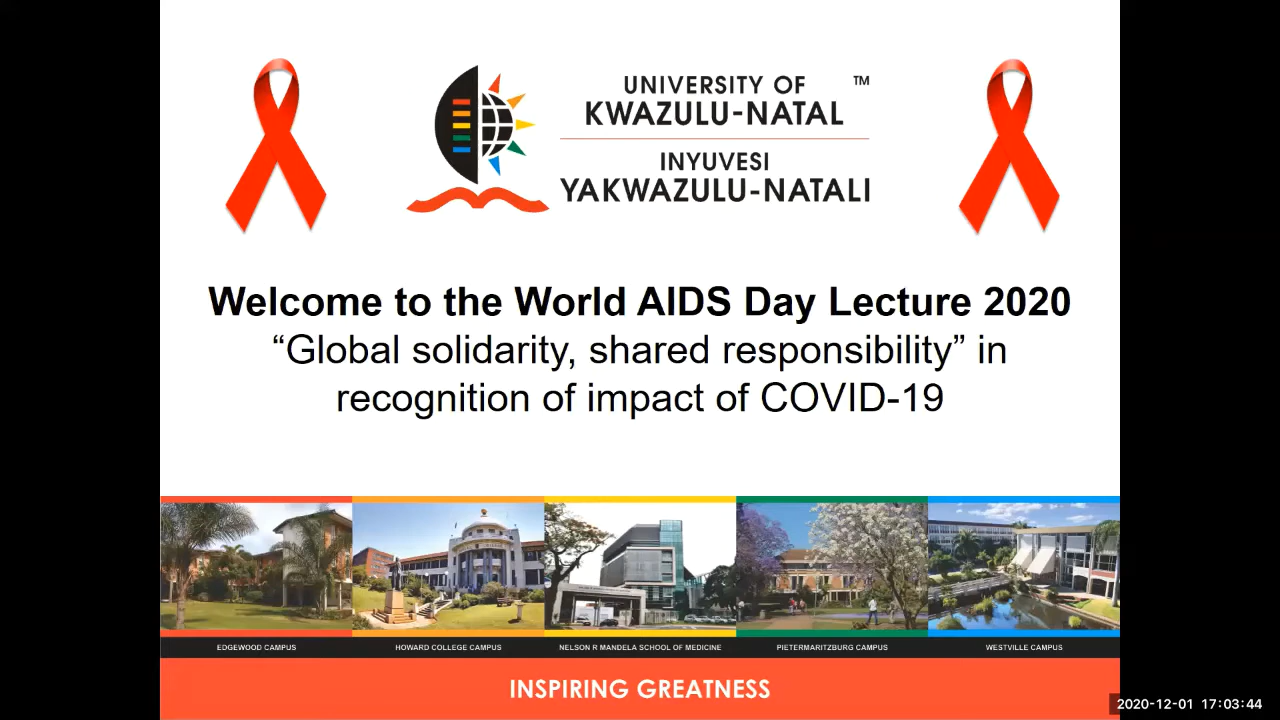 UNIVERSITY OF
KWAZULU-NATAL
TM
INYUVESI
YAKWAZULU-NATALI
Welcome to the World AIDS Day Lecture 2020
“Global solidarity, shared responsibility” in
recognition of impact of COVID-19
EDGEWOOD CAMPUS
HOWARD COLLEGE CAMPUS
NELSON R MANDELA SCHOOL OF MEDICINE
PIETERMARITZBURG CAMPUS
WESTVILLE CAMPUS
INSPIRING GREATNESS
2020-12-01 17:03:44